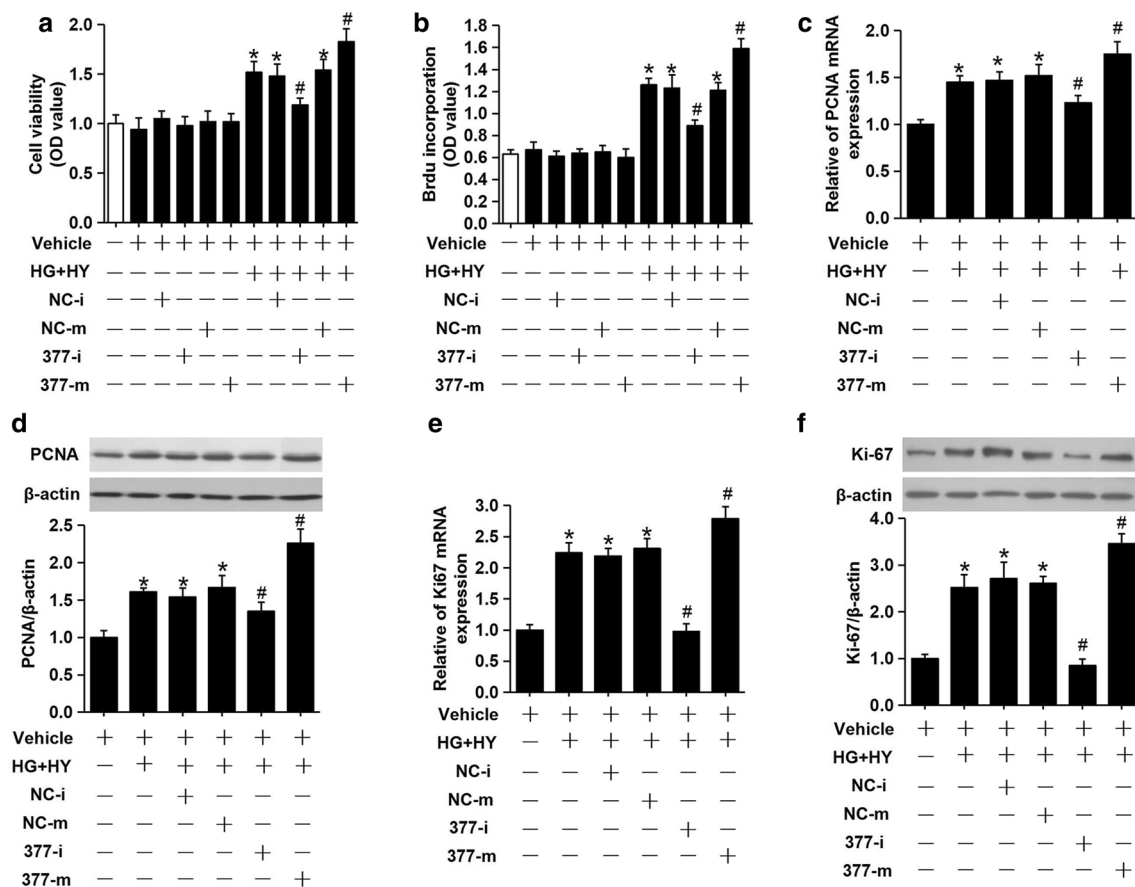 a
Cell viability
(OD value)
2.0
1.5
1.0
0.5
0.0
* * # * #
Vehicle — + + + + + + + + + +
HG+HY — — — — — — + + + + +
NC-i — — + — — — — + — — —
NC-m — — — — + — — — — + —
377-i — — — + — — — — + — —
377-m — — — — — + — — — — +
b
Brdu incorporation
(OD value)
1.8
1.6
1.4
1.2
1.0
0.8
0.6
0.4
0.2
0.0
* * # * #
Vehicle — + + + + + + + + + +
HG+HY — — — — — — + + + + +
NC-i — — + — — — — + — — —
NC-m — — — — + — — — — + —
377-i — — — + — — — — + — —
377-m — — — — — + — — — — +
c
Relative of PCNA mRNA
expression
2.0
1.5
1.0
0.5
0.0
* * * # #
Vehicle + + + + + +
HG+HY — + + + + +
NC-i — — + — — —
NC-m — — — + — —
377-i — — — — + —
377-m — — — — — +
d
PCNA
β-actin
PCNA/β-actin
2.5
2.0
1.5
1.0
0.5
0.0
* * * # #
Vehicle + + + + + +
HG+HY — + + + + +
NC-i — — + — — —
NC-m — — — + — —
377-i — — — — + —
377-m — — — — — +
e
Relative of Ki67 mRNA
expression
3.0
2.5
2.0
1.5
1.0
0.5
0.0
* * * # #
Vehicle + + + + + +
HG+HY — + + + + +
NC-i — — + — — —
NC-m — — — + — —
377-i — — — — + —
377-m — — — — — +
f
Ki-67
β-actin
Ki-67/β-actin
4.0
3.0
2.0
1.0
0.0
* * * # #
Vehicle + + + + + +
HG+HY — + + + + +
NC-i — — + — — —
NC-m — — — + — —
377-i — — — — + —
377-m — — — — — +